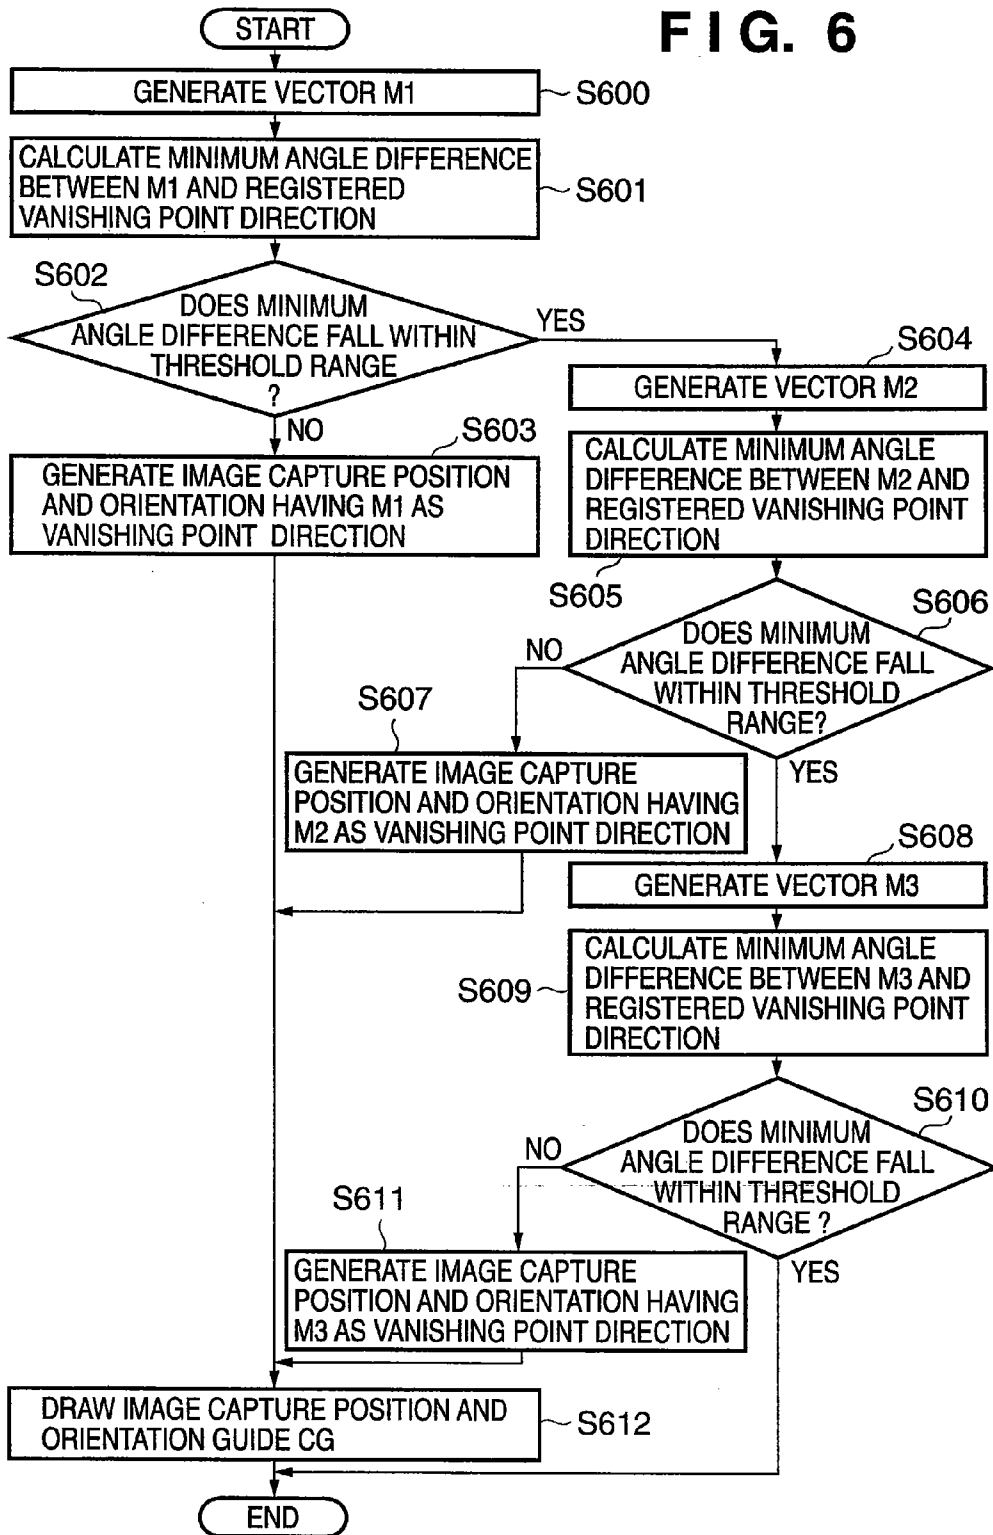 FIG. 6
START
GENERATE VECTOR M1
S600
CALCULATE MINIMUM ANGLE DIFFERENCE
BETWEEN M1 AND REGISTERED
VANISHING POINT DIRECTION
S601
S602
DOES MINIMUM
ANGLE DIFFERENCE FALL WITHIN
THRESHOLD RANGE
?
YES
NO
S603
GENERATE IMAGE CAPTURE POSITION
AND ORIENTATION HAVING M1 AS
VANISHING POINT DIRECTION
S604
GENERATE VECTOR M2
CALCULATE MINIMUM ANGLE
DIFFERENCE BETWEEN M2 AND
REGISTERED VANISHING POINT
DIRECTION
S605
S606
DOES MINIMUM
ANGLE DIFFERENCE FALL
WITHIN THRESHOLD
RANGE?
NO
YES
S607
GENERATE IMAGE CAPTURE
POSITION AND ORIENTATION HAVING
M2 AS VANISHING POINT DIRECTION
S608
GENERATE VECTOR M3
CALCULATE MINIMUM ANGLE
DIFFERENCE BETWEEN M3 AND
REGISTERED VANISHING POINT
DIRECTION
S609
S610
DOES MINIMUM
ANGLE DIFFERENCE FALL
WITHIN THRESHOLD
RANGE ?
NO
YES
S611
GENERATE IMAGE CAPTURE
POSITION AND ORIENTATION HAVING
M3 AS VANISHING POINT DIRECTION
DRAW IMAGE CAPTURE POSITION AND
ORIENTATION GUIDE CG
S612
END